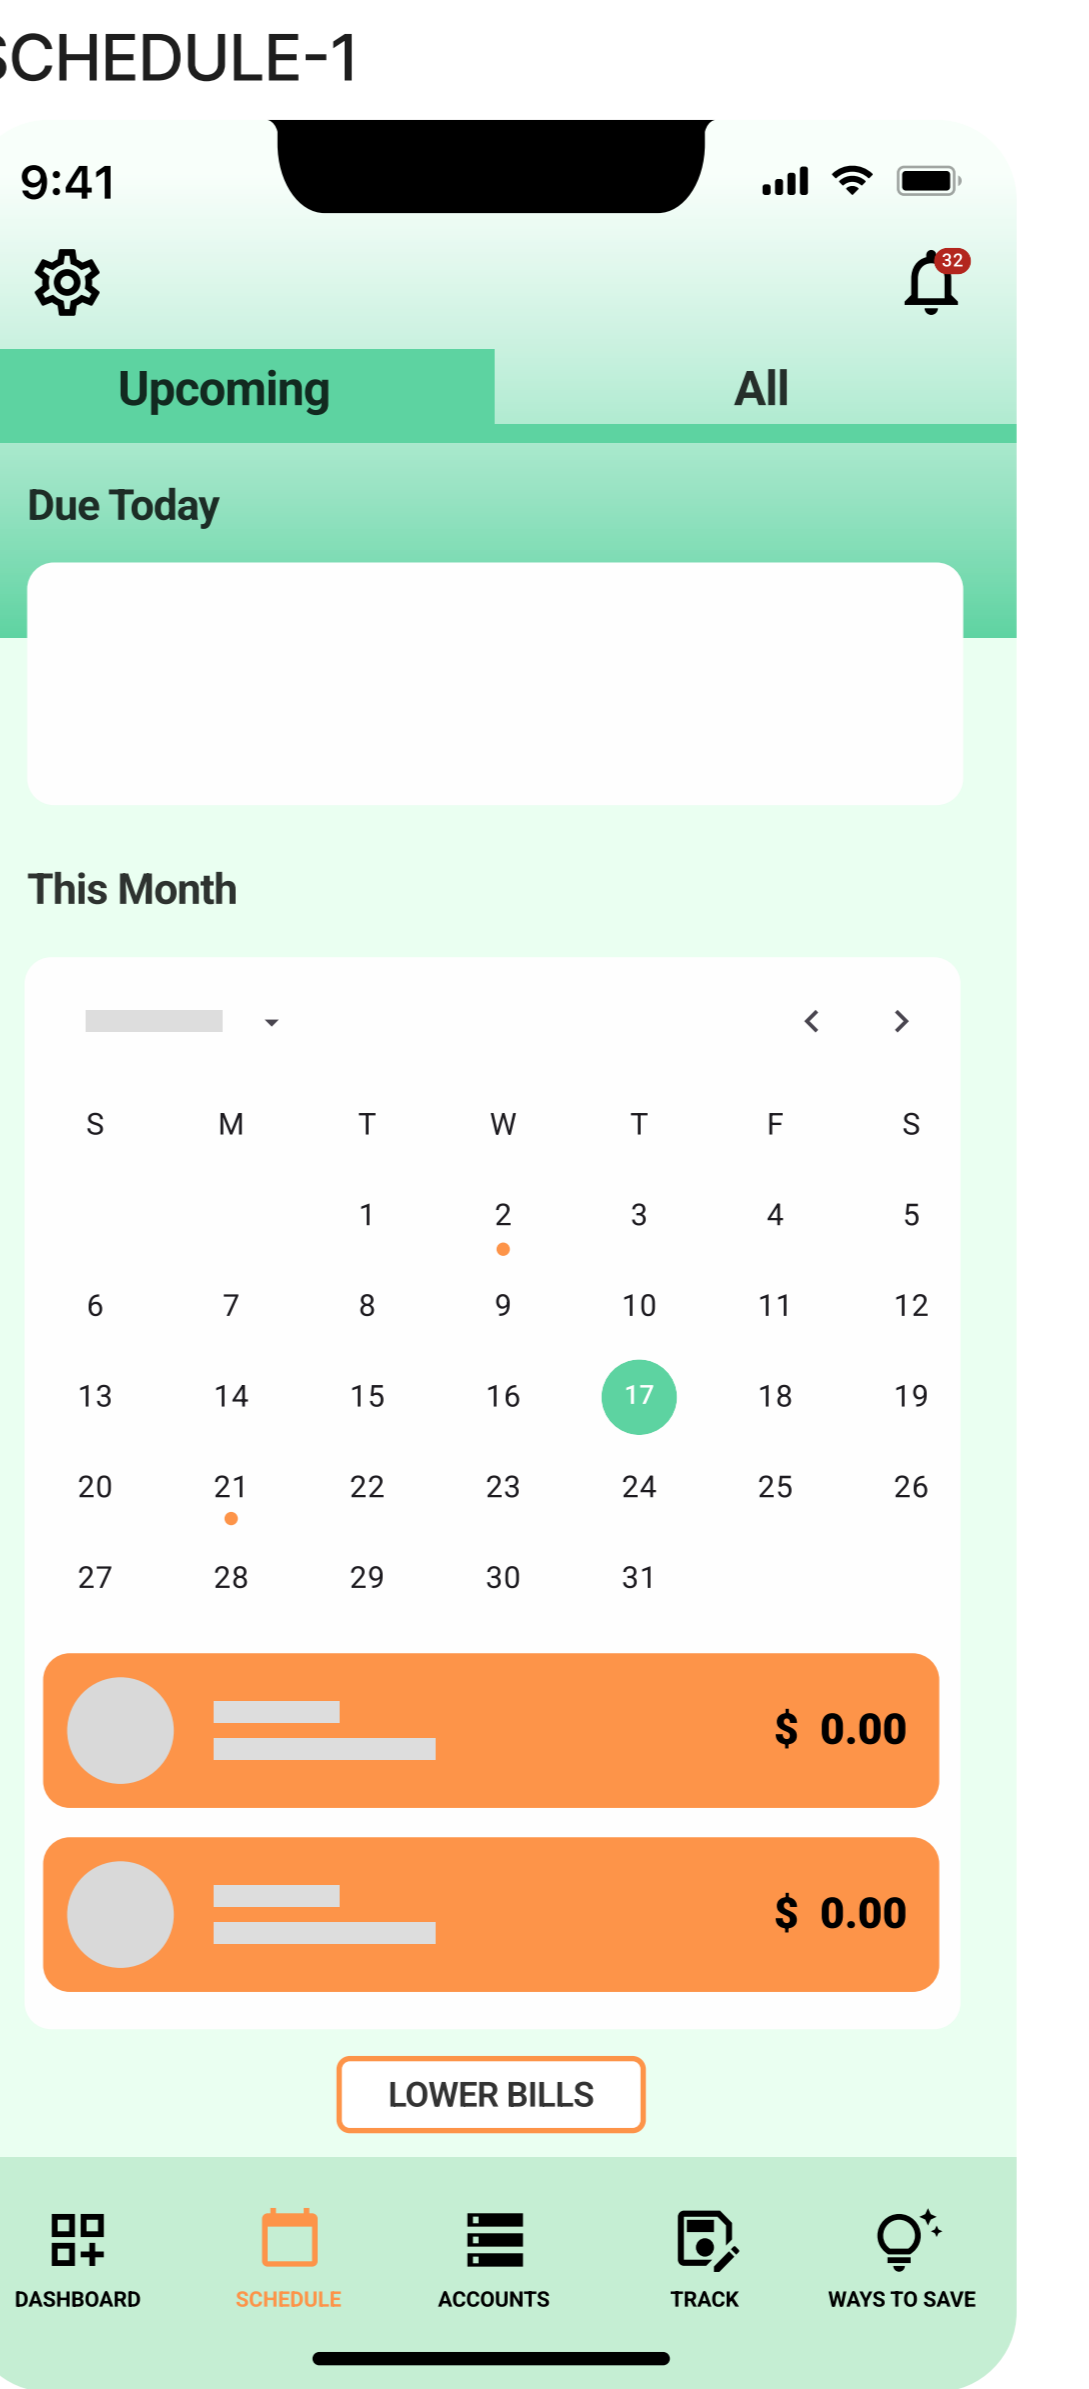 SCHEDULE-1
9:41
32
Upcoming All
Due Today
This Month
S M T W T F S
1 2 3 4 5
6 7 8 9 10 11 12
13 14 15 16 17 18 19
20 21 22 23 24 25 26
27 28 29 30 31
$ 0.00
$ 0.00
LOWER BILLS
DASHBOARD SCHEDULE ACCOUNTS TRACK WAYS TO SAVE